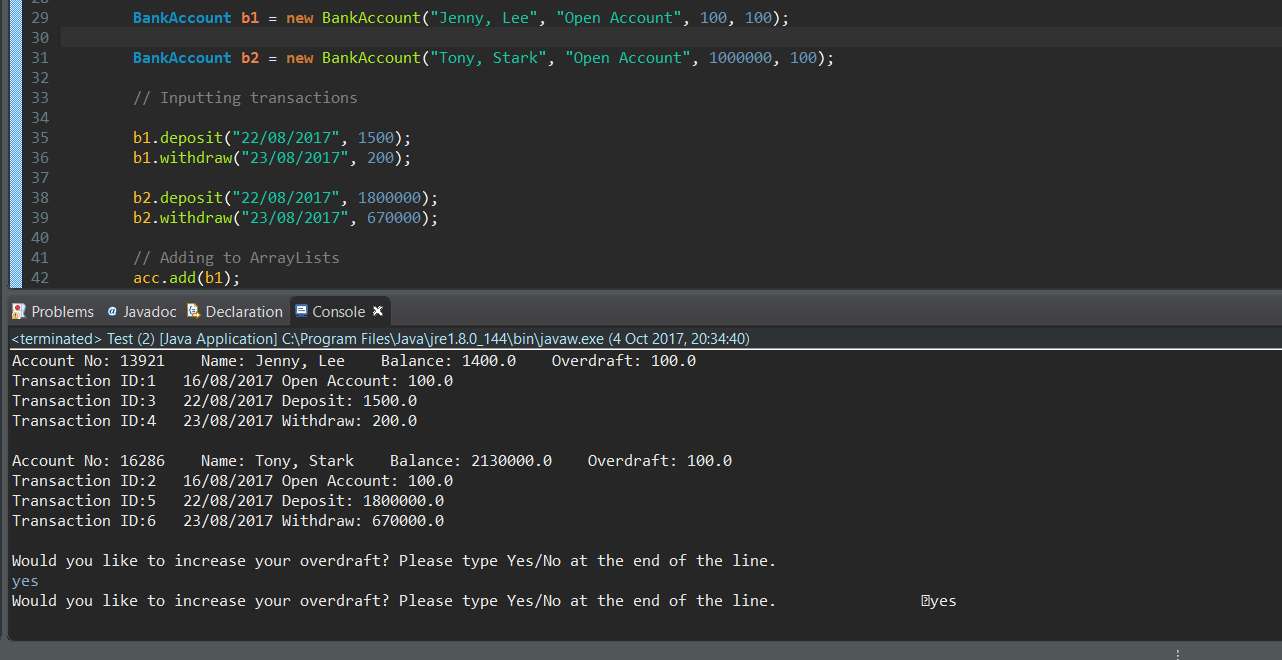 28
29 BankAccount b1 = new BankAccount("Jenny, Lee", "Open Account", 100, 100);
30
31 BankAccount b2 = new BankAccount("Tony, Stark", "Open Account", 1000000, 100);
32
33 // Inputting transactions
34
35 b1.deposit("22/08/2017", 1500);
36 b1.withdraw("23/08/2017", 200);
37
38 b2.deposit("22/08/2017", 1800000);
39 b2.withdraw("23/08/2017", 670000);
40
41 // Adding to ArrayLists
42 acc.add(b1);
Problems @ Javadoc Declaration Console
<terminated> Test (2) [Java Application] C:\Program Files\Java\jre1.8.0_144\bin\javaw.exe (4 Oct 2017, 20:34:40)
Account No: 13921 Name: Jenny, Lee Balance: 1400.0 Overdraft: 100.0
Transaction ID:1 16/08/2017 Open Account: 100.0
Transaction ID:3 22/08/2017 Deposit: 1500.0
Transaction ID:4 23/08/2017 Withdraw: 200.0
Account No: 16286 Name: Tony, Stark Balance: 2130000.0 Overdraft: 100.0
Transaction ID:2 16/08/2017 Open Account: 100.0
Transaction ID:5 22/08/2017 Deposit: 1800000.0
Transaction ID:6 23/08/2017 Withdraw: 670000.0
Would you like to increase your overdraft? Please type Yes/No at the end of the line.
yes
Would you like to increase your overdraft? Please type Yes/No at the end of the line. yes